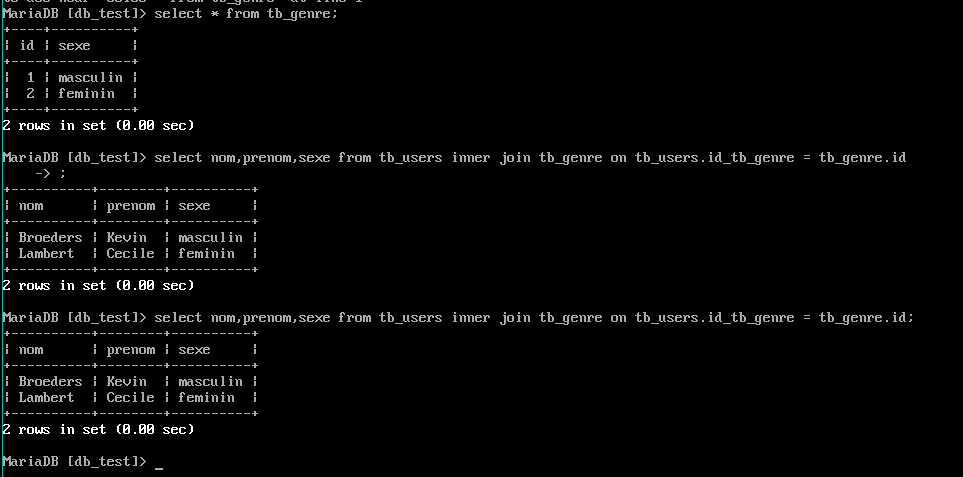 MariaDB [db_test]> select * from tb_genre;
+----+----------+
| id | sexe     |
+----+----------+
|  1 | masculin |
|  2 | feminin  |
+----+----------+
2 rows in set (0.00 sec)
MariaDB [db_test]> select nom,prenom,sexe from tb_users inner join tb_genre on tb_users.id_tb_genre = tb_genre.id
    -> ;
+----------+--------+----------+
| nom      | prenom | sexe     |
+----------+--------+----------+
| Broeders | Kevin  | masculin |
| Lambert  | Cecile | feminin  |
+----------+--------+----------+
2 rows in set (0.00 sec)
MariaDB [db_test]> select nom,prenom,sexe from tb_users inner join tb_genre on tb_users.id_tb_genre = tb_genre.id;
+----------+--------+----------+
| nom      | prenom | sexe     |
+----------+--------+----------+
| Broeders | Kevin  | masculin |
| Lambert  | Cecile | feminin  |
+----------+--------+----------+
2 rows in set (0.00 sec)
MariaDB [db_test]> _